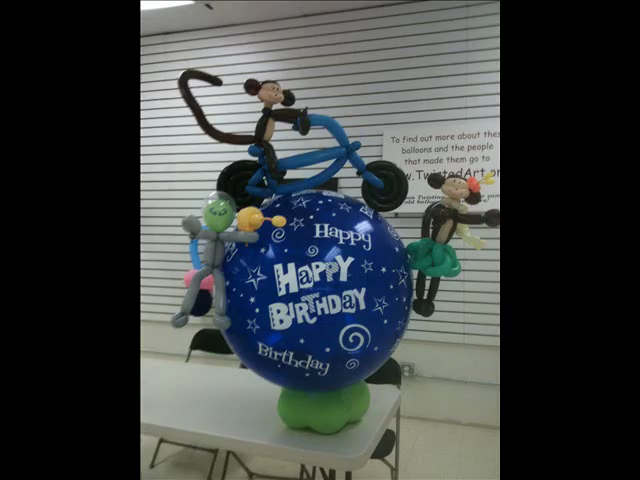 To find out more about these
balloons and the people
that made them go to
www.TwistedArt.or
Happy
HAPPY
BIRTHDAY
Birthday